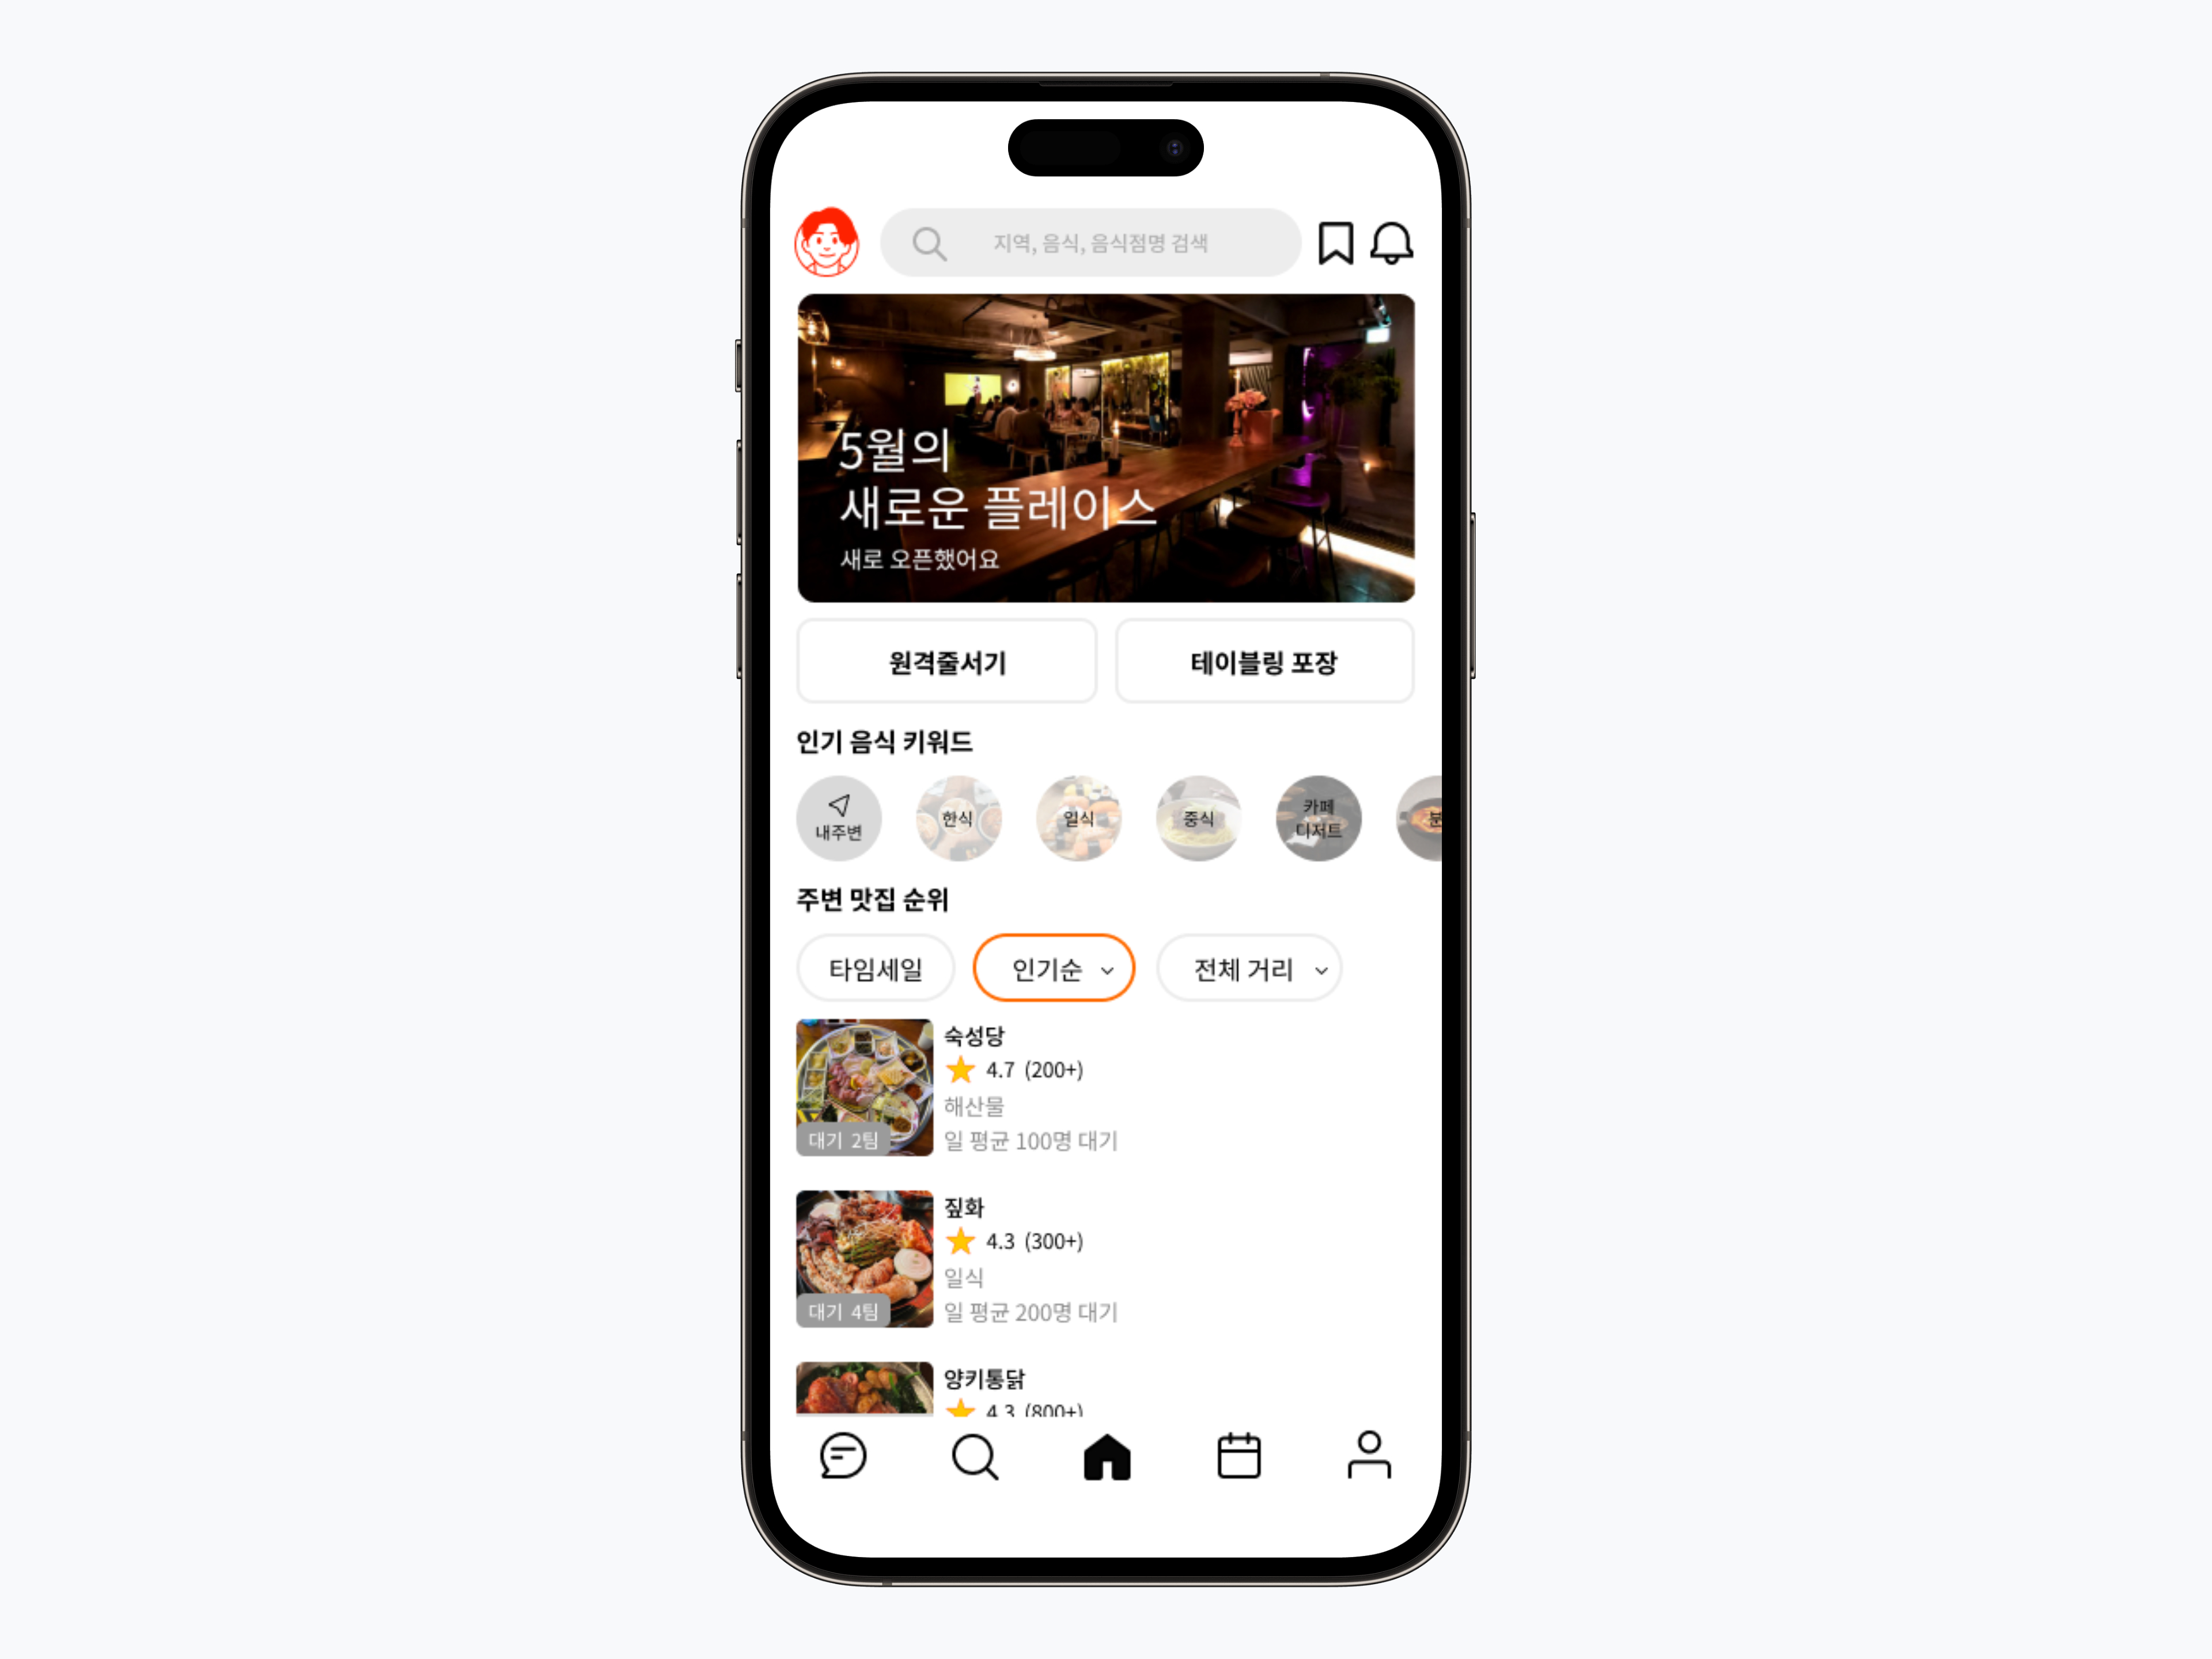 지역, 음식, 음식점명 검색
5월의
새로운 플레이스
새로 오픈했어요
원격줄서기
테이블링 포장
인기 음식 키워드
내주변
한식
일식
중식
카페
디저트
주변 맛집 순위
타임세일
인기순
전체 거리
숙성당
4.7 (200+)
해산물
일 평균 100명 대기
대기 2팀
짚화
4.3 (300+)
일식
일 평균 200명 대기
대기 4팀
양키통닭
4.3 (800+)